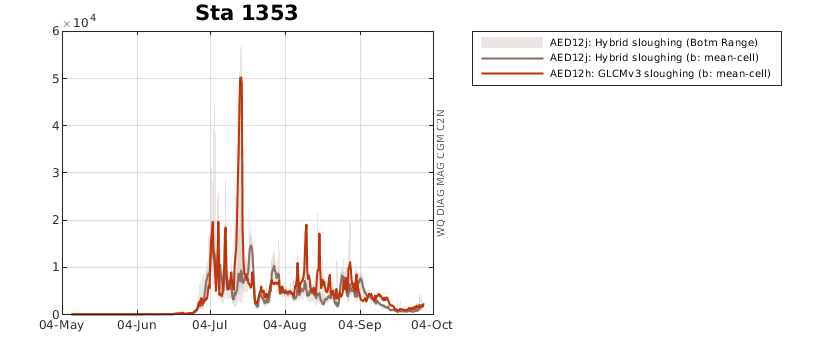 Sta 1353
6 ×10⁴
5
4
3
2
1
0
04-May 04-Jun 04-Jul 04-Aug 04-Sep 04-Oct
WQ DIAG MAG CGM C2N
AED12j: Hybrid sloughing (Botm Range)
AED12j: Hybrid sloughing (b: mean-cell)
AED12h: GLCMv3 sloughing (b: mean-cell)